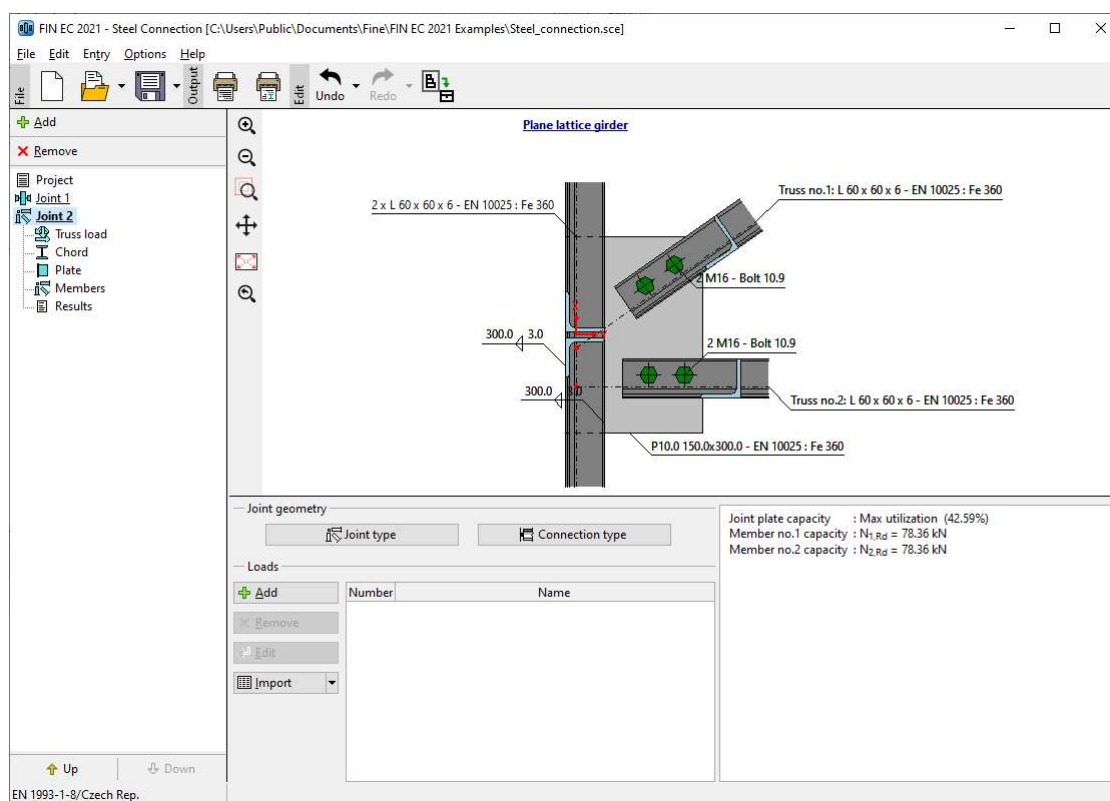 FIN EC 2021 - Steel Connection [C:\Users\Public\Documents\Fine\FIN EC 2021 Examples\Steel_connection.sce]
File Edit Entry Options Help
File
Output
Edit
Undo
Redo
Add
Remove
Project
Joint 1
Joint 2
Truss load
Chord
Plate
Members
Results
Up Down
EN 1993-1-8/Czech Rep.
Plane lattice girder
2 x L 60 x 60 x 6 - EN 10025 : Fe 360
Truss no.1: L 60 x 60 x 6 - EN 10025 : Fe 360
2 M16 - Bolt 10.9
300.0 3.0
2 M16 - Bolt 10.9
300.0 3.0
Truss no.2: L 60 x 60 x 6 - EN 10025 : Fe 360
P10.0 150.0x300.0 - EN 10025 : Fe 360
Joint geometry
Joint type Connection type
Loads
Add
Remove
Edit
Import
Number Name
Joint plate capacity : Max utilization (42.59%)
Member no.1 capacity : N1,Rd = 78.36 kN
Member no.2 capacity : N2,Rd = 78.36 kN